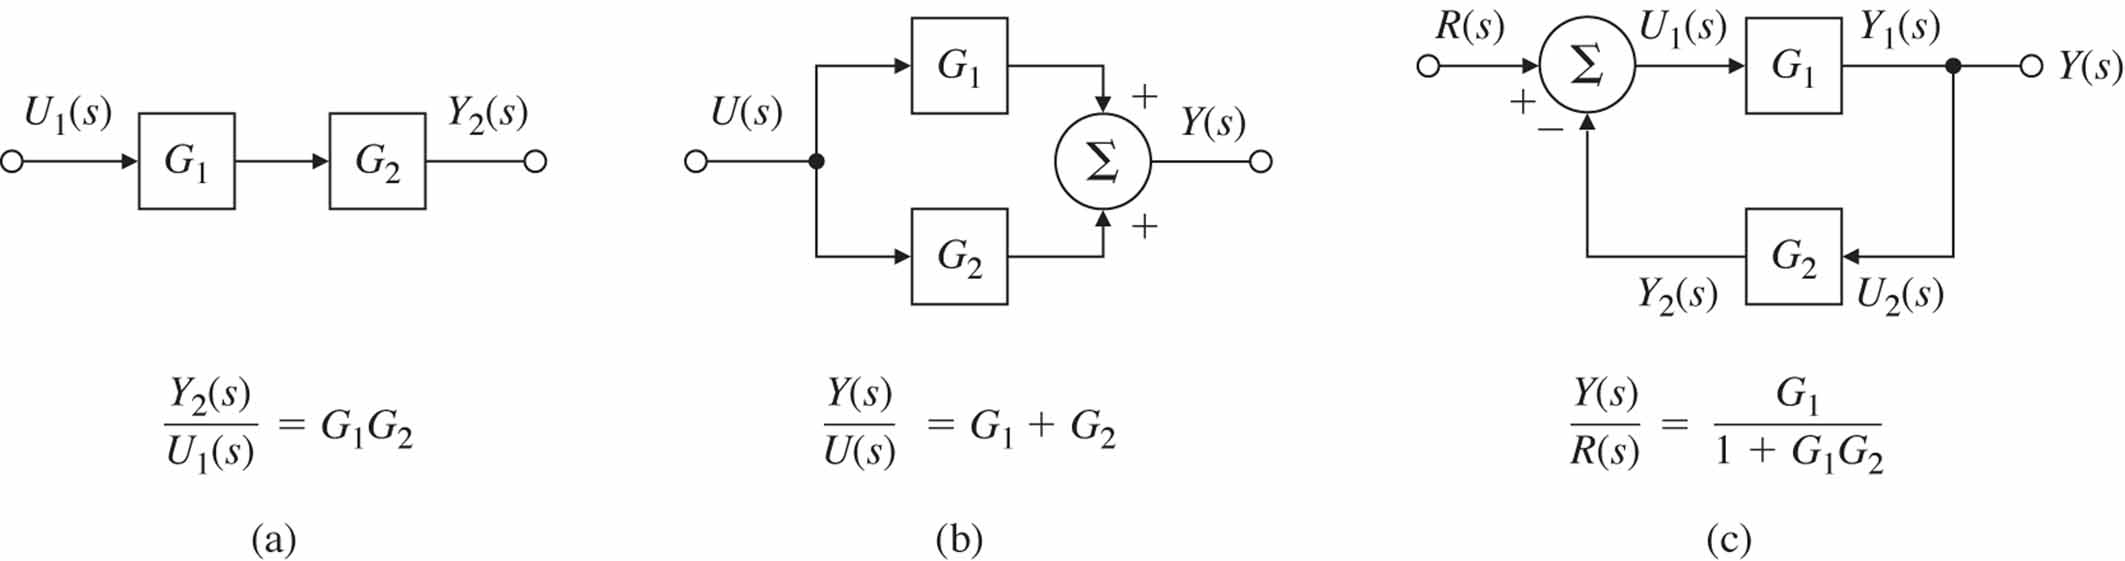 U₁(s)
G₁
G₂
Y₂(s)
Y₂(s)/U₁(s) = G₁G₂
(a)
U(s)
G₁
G₂
+
Σ
+
Y(s)
Y(s)/U(s) = G₁ + G₂
(b)
R(s)
+
−
Σ
U₁(s)
G₁
Y₁(s)
Y(s)
Y₂(s)
G₂
U₂(s)
Y(s)/R(s) = G₁/(1 + G₁G₂)
(c)